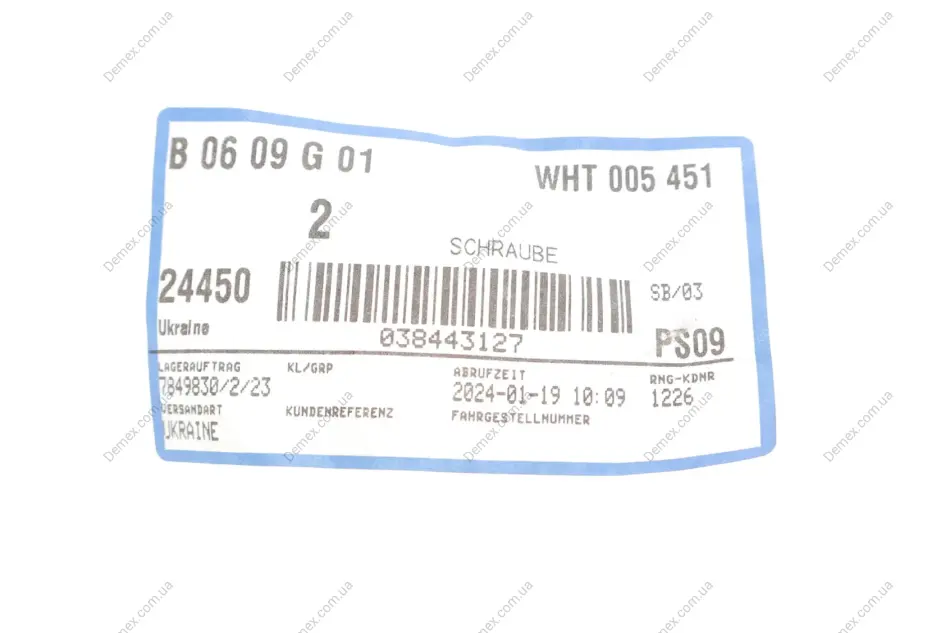 B 06 09 G 01
WHT 005 451
2
SCHRAUBE
24450
SB/03
Ukraine
038443127
PS09
LAGERAUFTRAG
KL/GRP
ABRUFZEIT
RNG-KDNR
7849830/2/23
2024-01-19 10:09
1226
VERSANDART
KUNDENREFERENZ
FAHRGESTELLNUMMER
UKRAINE
Demex.com.ua